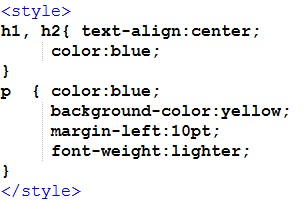 <style>
h1, h2{ text-align:center;
color:blue;
}
p { color:blue;
background-color:yellow;
margin-left:10pt;
font-weight:lighter;
}
</style>